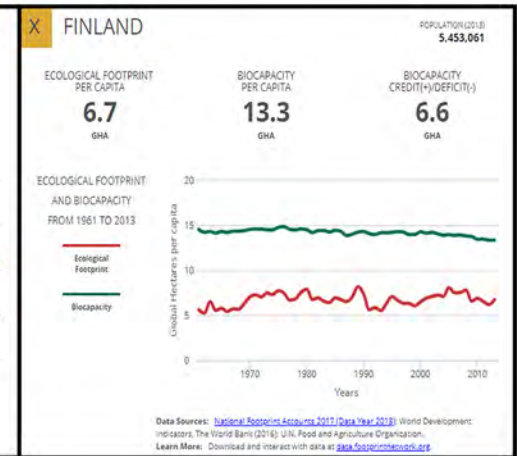 X FINLAND
POPULATION (2013)
5,453,061
ECOLOGICAL FOOTPRINT
PER CAPITA
6.7
GHA
BIOCAPACITY
PER CAPITA
13.3
GHA
BIOCAPACITY
CREDIT(+)/DEFICIT(-)
6.6
GHA
ECOLOGICAL FOOTPRINT
AND BIOCAPACITY
FROM 1961 TO 2013
Ecological
Footprint
Biocapacity
Global Hectares per capita
20
15
10
5
0
1970 1980 1990 2000 2010
Years
Data Sources: National Footprint Accounts 2017 (Data Year 2013); World Development
Indicators, The World Bank (2016); U.N. Food and Agriculture Organization.
Learn More: Download and interact with data at data.footprintnetwork.org.